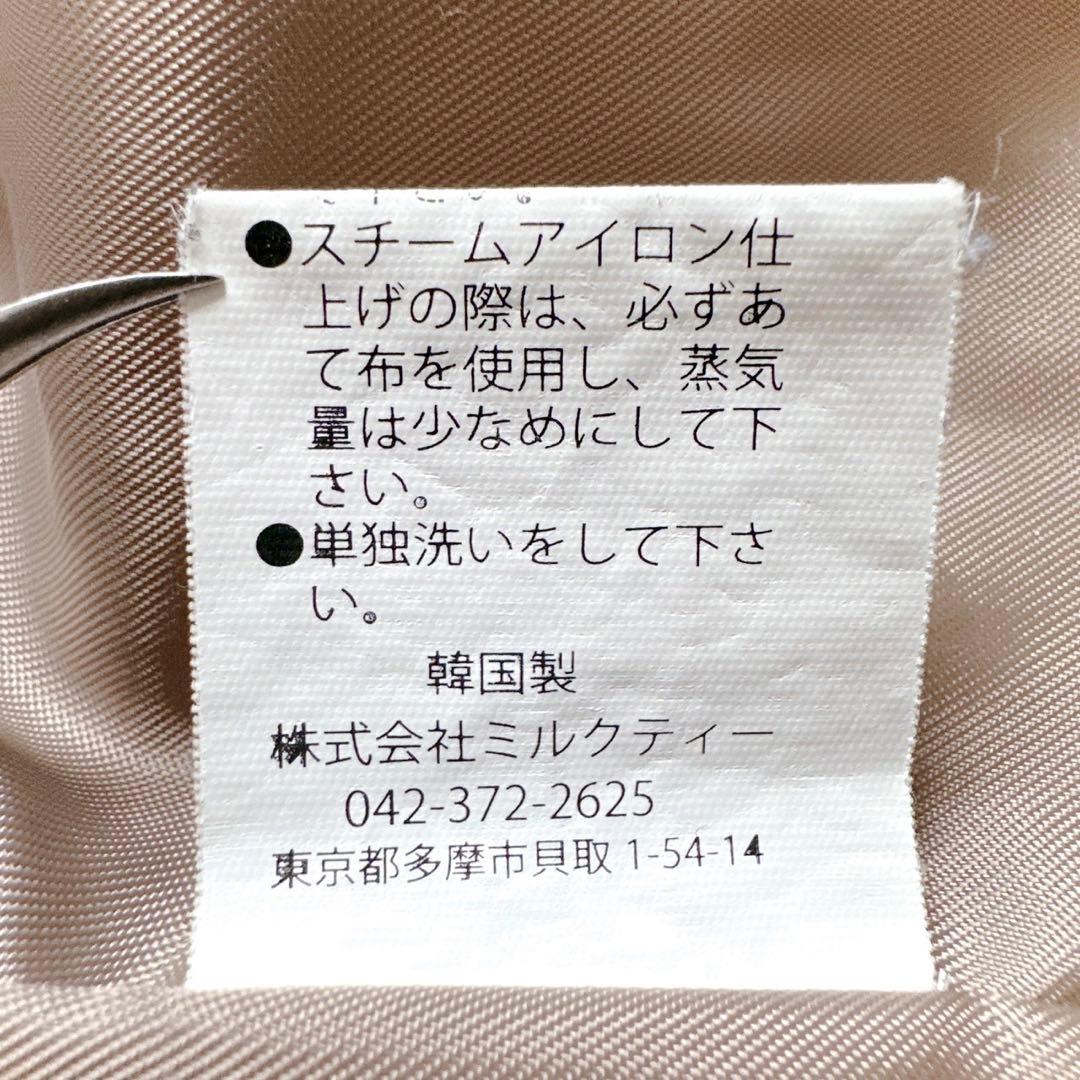 ●スチームアイロン仕
上げの際は、必ずあ
て布を使用し、蒸気
量は少なめにして下
さい。
●単独洗いをして下さ
い。
韓国製
株式会社ミルクティー
042-372-2625
東京都多摩市貝取1-54-14